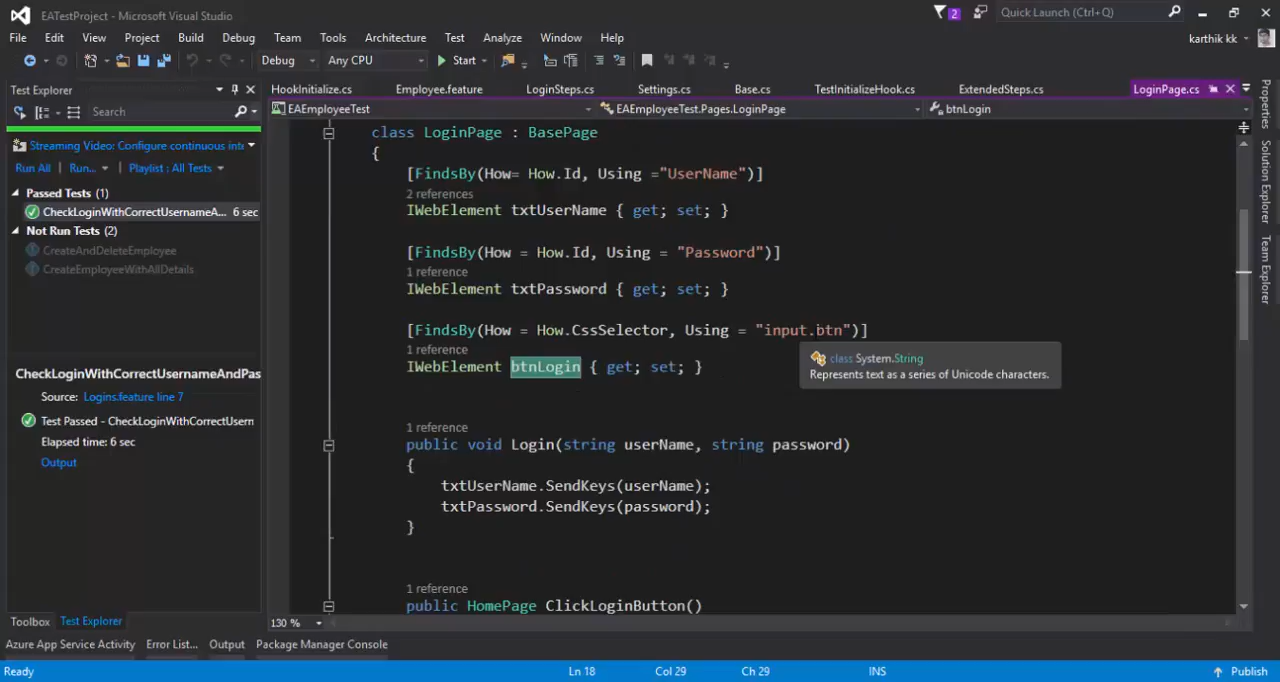 EATestProject - Microsoft Visual Studio
2
Quick Launch (Ctrl+Q)
File Edit View Project Build Debug Team Tools Architecture Test Analyze Window Help
karthik kk
Debug Any CPU Start
Test Explorer
HookInitialize.cs Employee.feature LoginSteps.cs Settings.cs Base.cs TestInitializeHook.cs ExtendedSteps.cs LoginPage.cs
Search
EAEmployeeTest EAEmployeeTest.Pages.LoginPage btnLogin
Streaming Video: Configure continuous inte
Run All Run... Playlist : All Tests
Passed Tests (1)
CheckLoginWithCorrectUsernameA... 6 sec
Not Run Tests (2)
CreateAndDeleteEmployee
CreateEmployeeWithAllDetails
CheckLoginWithCorrectUsernameAndPas
Source: Logins.feature line 7
Test Passed - CheckLoginWithCorrectUsern
Elapsed time: 6 sec
Output
Toolbox Test Explorer
class LoginPage : BasePage
{
[FindsBy(How= How.Id, Using ="UserName")]
2 references
IWebElement txtUserName { get; set; }
[FindsBy(How = How.Id, Using = "Password")]
1 reference
IWebElement txtPassword { get; set; }
[FindsBy(How = How.CssSelector, Using = "input.btn")]
1 reference
IWebElement btnLogin { get; set; }
class System.String
Represents text as a series of Unicode characters.
1 reference
public void Login(string userName, string password)
{
txtUserName.SendKeys(userName);
txtPassword.SendKeys(password);
}
1 reference
public HomePage ClickLoginButton()
130 %
Properties
Solution Explorer
Team Explorer
Azure App Service Activity Error List... Output Package Manager Console
Ready Ln 18 Col 29 Ch 29 INS Publish